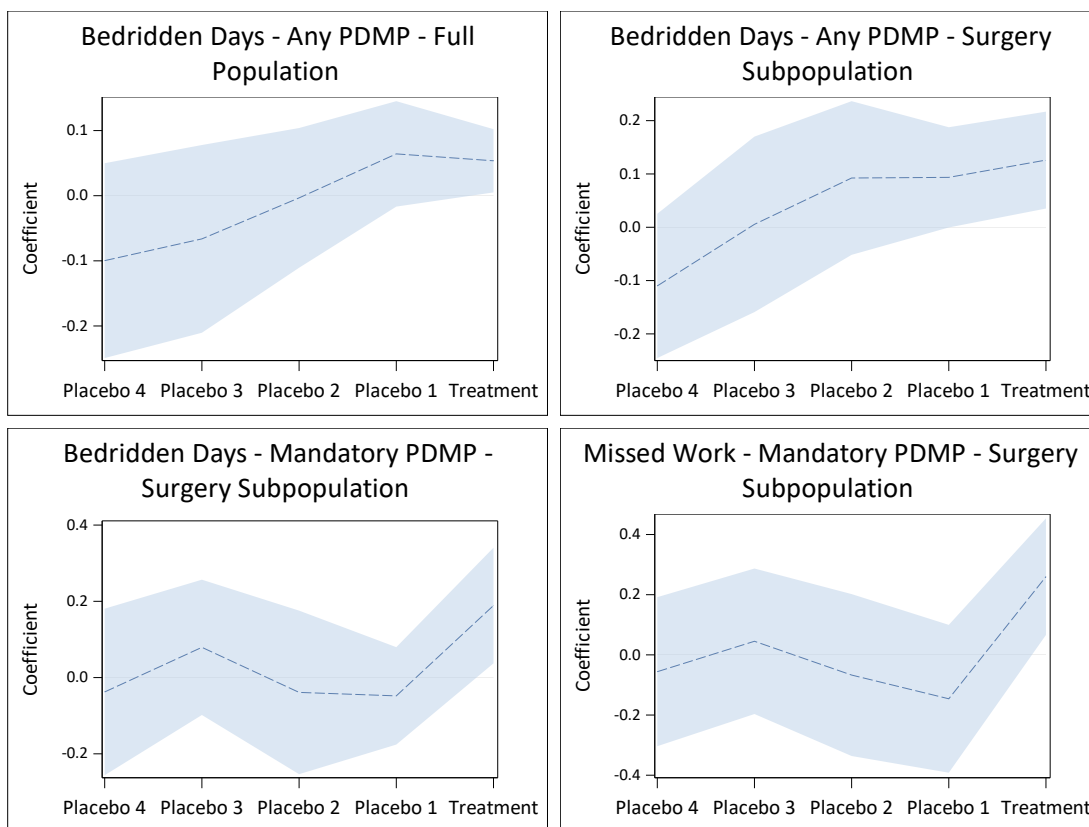 Bedridden Days - Any PDMP - Full
Population
Coefficient
0.1
0.0
-0.1
-0.2
Placebo 4 Placebo 3 Placebo 2 Placebo 1 Treatment
Bedridden Days - Any PDMP - Surgery
Subpopulation
Coefficient
0.2
0.1
0.0
-0.1
-0.2
Placebo 4 Placebo 3 Placebo 2 Placebo 1 Treatment
Bedridden Days - Mandatory PDMP -
Surgery Subpopulation
Coefficient
0.4
0.2
0.0
-0.2
Placebo 4 Placebo 3 Placebo 2 Placebo 1 Treatment
Missed Work - Mandatory PDMP - Surgery
Subpopulation
Coefficient
0.4
0.2
0.0
-0.2
-0.4
Placebo 4 Placebo 3 Placebo 2 Placebo 1 Treatment